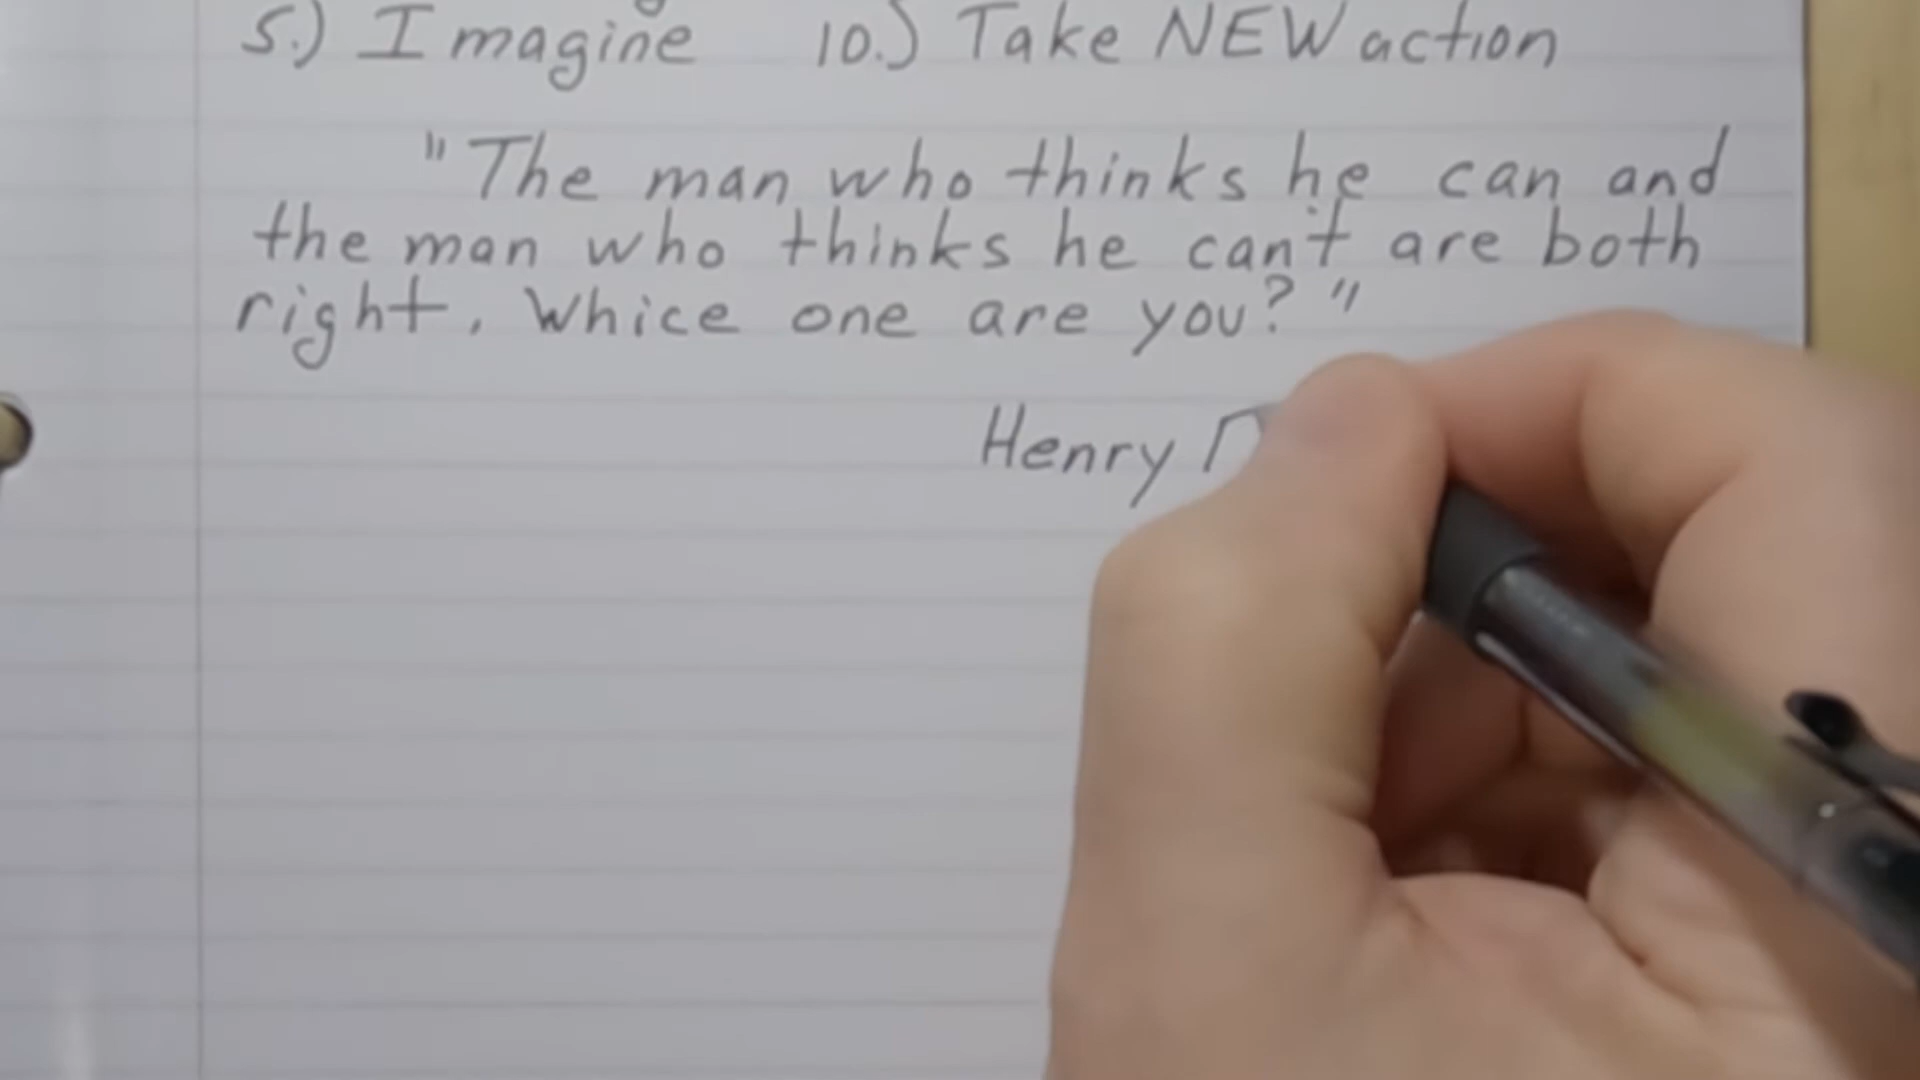 5.) Imagine 10.) Take NEW action
"The man who thinks he can and
the man who thinks he can't are both
right. Whice one are you?"
Henry